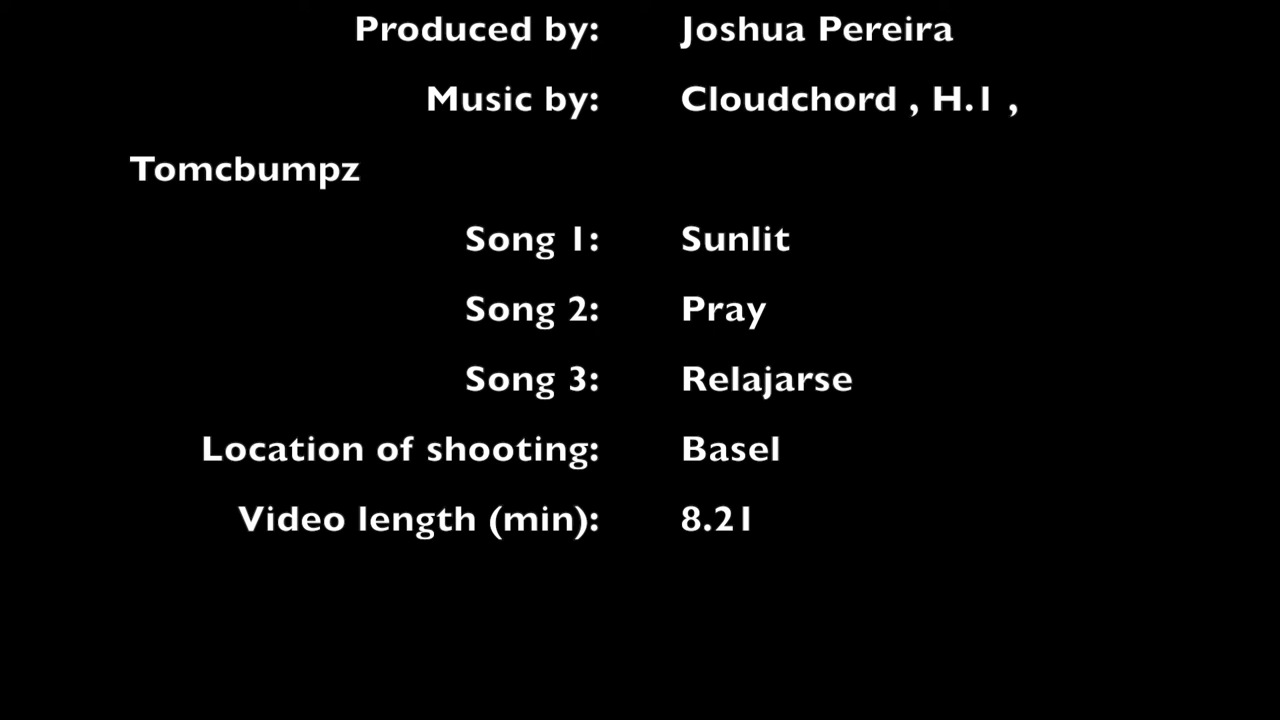 Produced by: Joshua Pereira
Music by: Cloudchord , H.1 ,
Tomcbumpz
Song 1: Sunlit
Song 2: Pray
Song 3: Relajarse
Location of shooting: Basel
Video length (min): 8.21